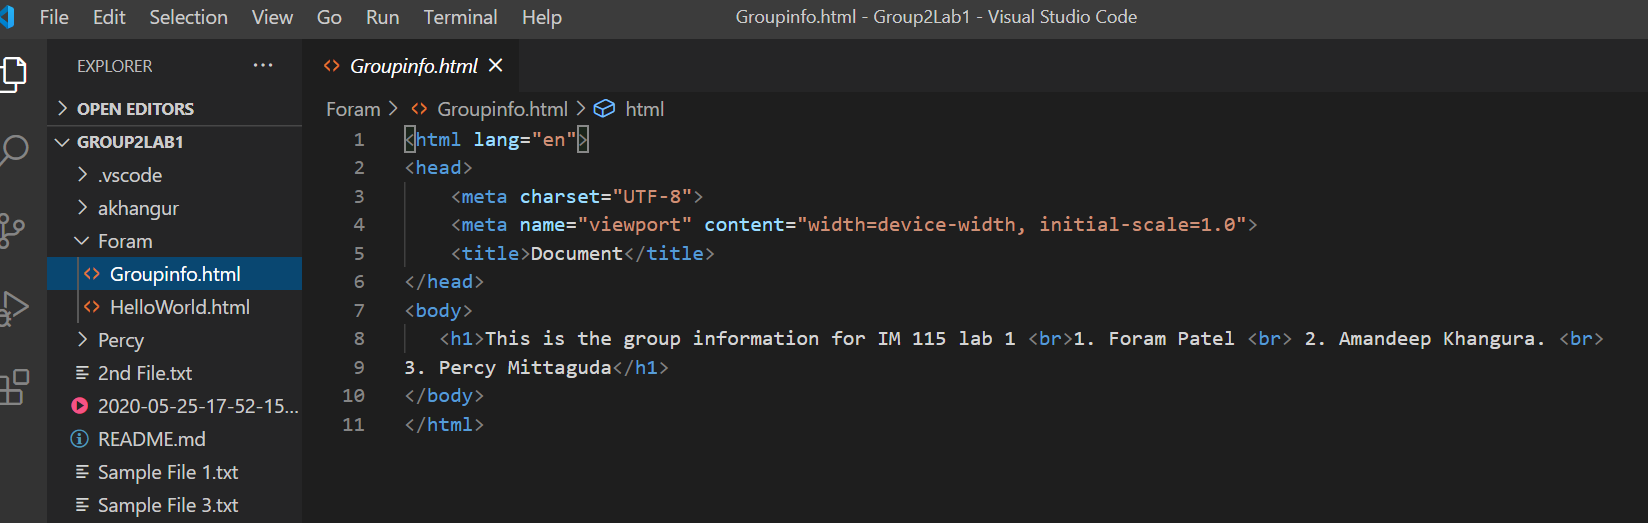 File Edit Selection View Go Run Terminal Help Groupinfo.html - Group2Lab1 - Visual Studio Code
EXPLORER ...
OPEN EDITORS
GROUP2LAB1
.vscode
akhangur
Foram
Groupinfo.html
HelloWorld.html
Percy
2nd File.txt
2020-05-25-17-52-15...
README.md
Sample File 1.txt
Sample File 3.txt
Groupinfo.html
Foram > Groupinfo.html > html
1 <html lang="en">
2 <head>
3 <meta charset="UTF-8">
4 <meta name="viewport" content="width=device-width, initial-scale=1.0">
5 <title>Document</title>
6 </head>
7 <body>
8 <h1>This is the group information for IM 115 lab 1 <br>1. Foram Patel <br> 2. Amandeep Khangura. <br>
9 3. Percy Mittaguda</h1>
10 </body>
11 </html>